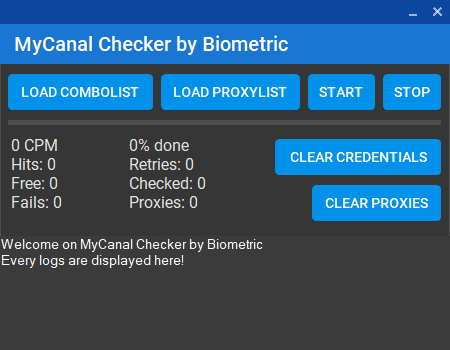 MyCanal Checker by Biometric
LOAD COMBOLIST LOAD PROXYLIST START STOP
0 CPM 0% done
Hits: 0 Retries: 0
Free: 0 Checked: 0
Fails: 0 Proxies: 0
CLEAR CREDENTIALS
CLEAR PROXIES
Welcome on MyCanal Checker by Biometric
Every logs are displayed here!